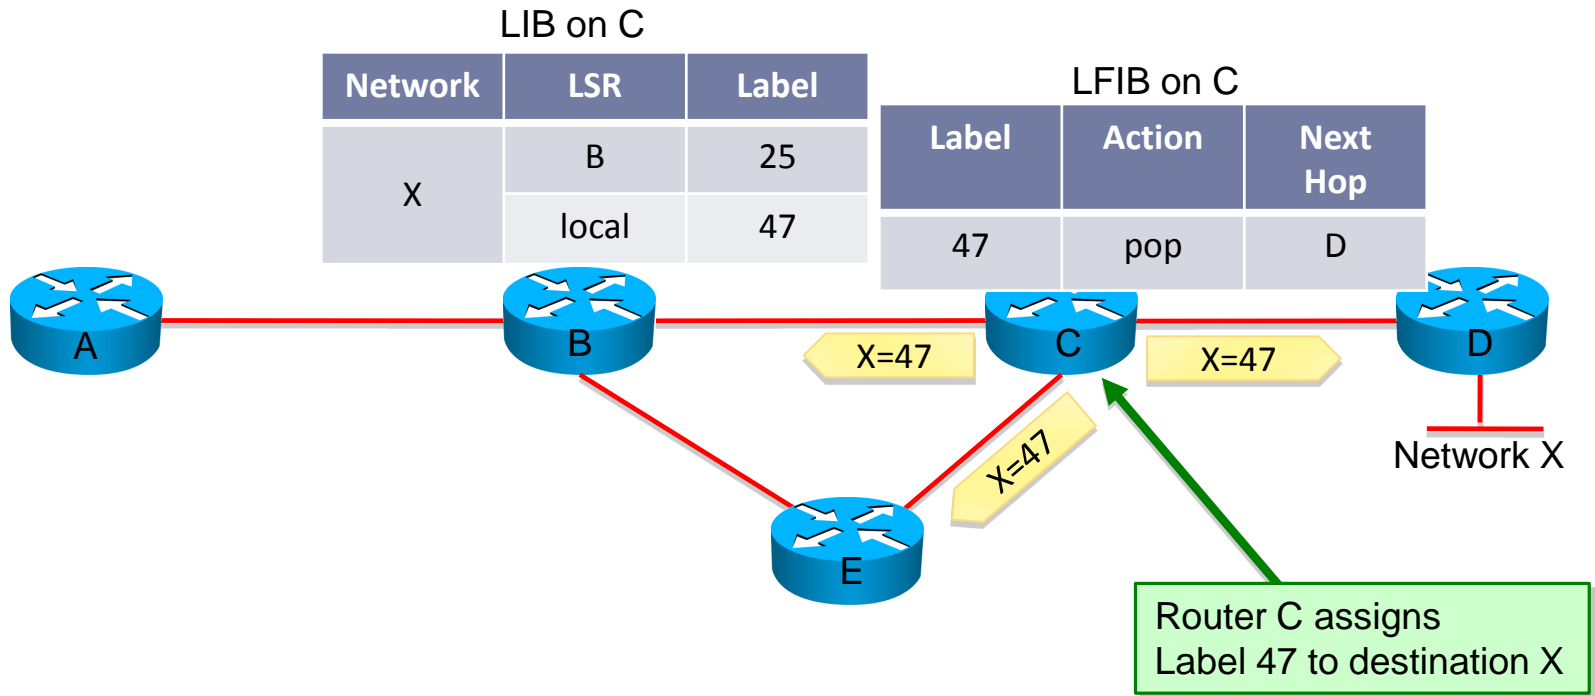 LIB on C
Network LSR Label
X B 25
local 47
LFIB on C
Label Action Next
Hop
47 pop D
A B C D
X=47 X=47
X=47
Network X
E
Router C assigns
Label 47 to destination X